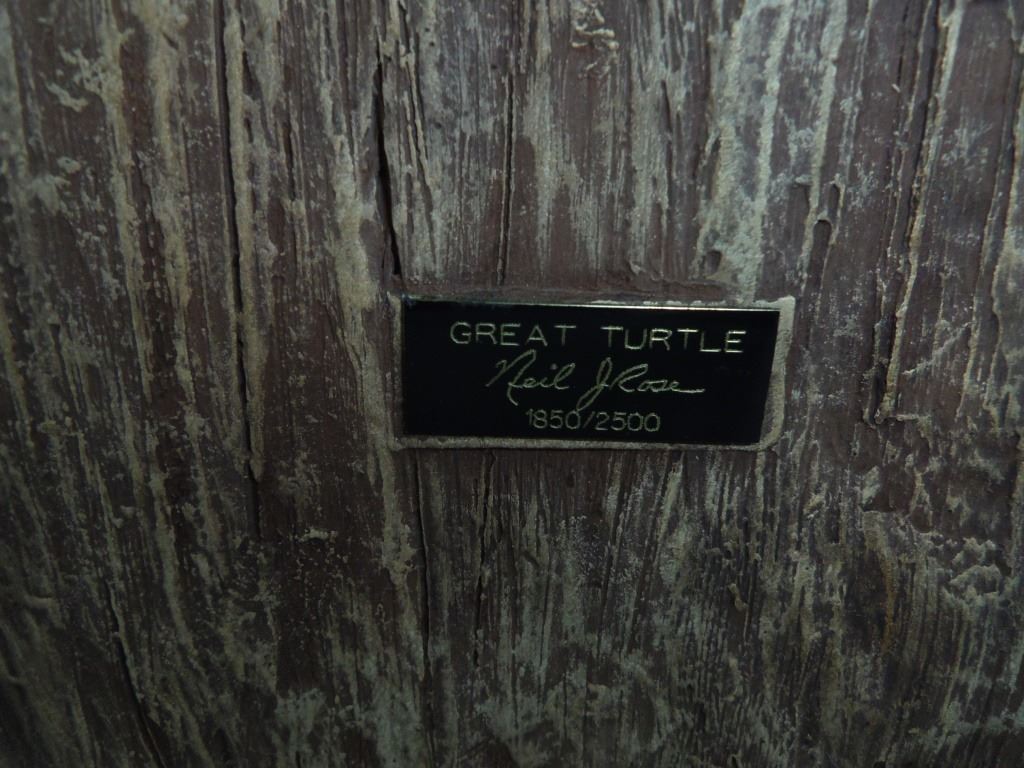 GREAT TURTLE
Neil J Rose
1850/2500